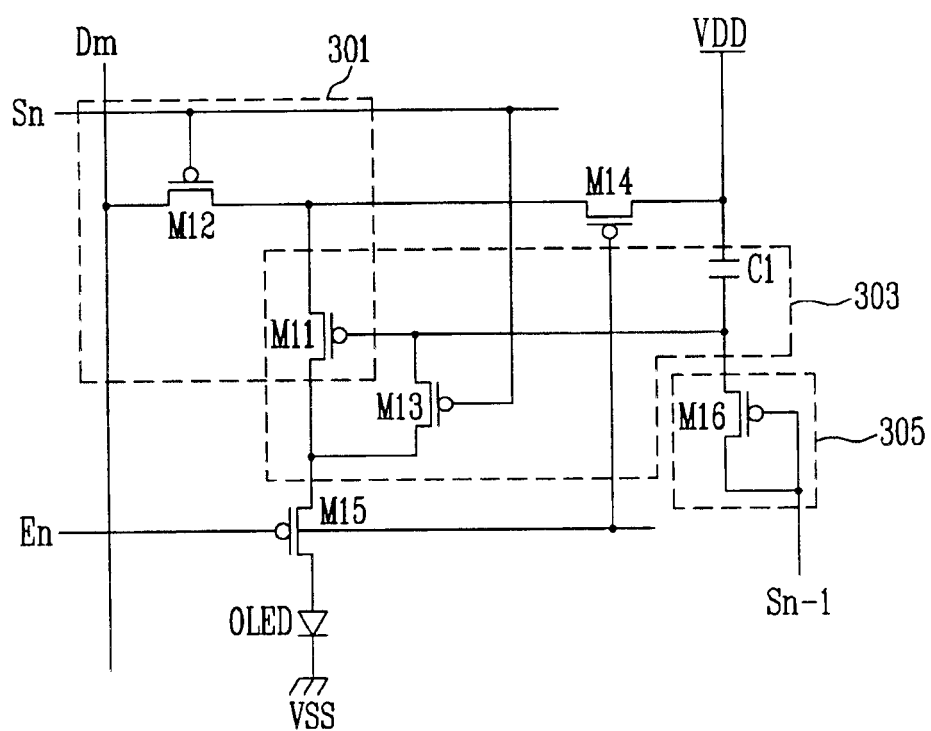 Dm
301
VDD
Sn
M14
M12
C1
303
M11
M13
M16
305
M15
En
Sn-1
OLED
VSS